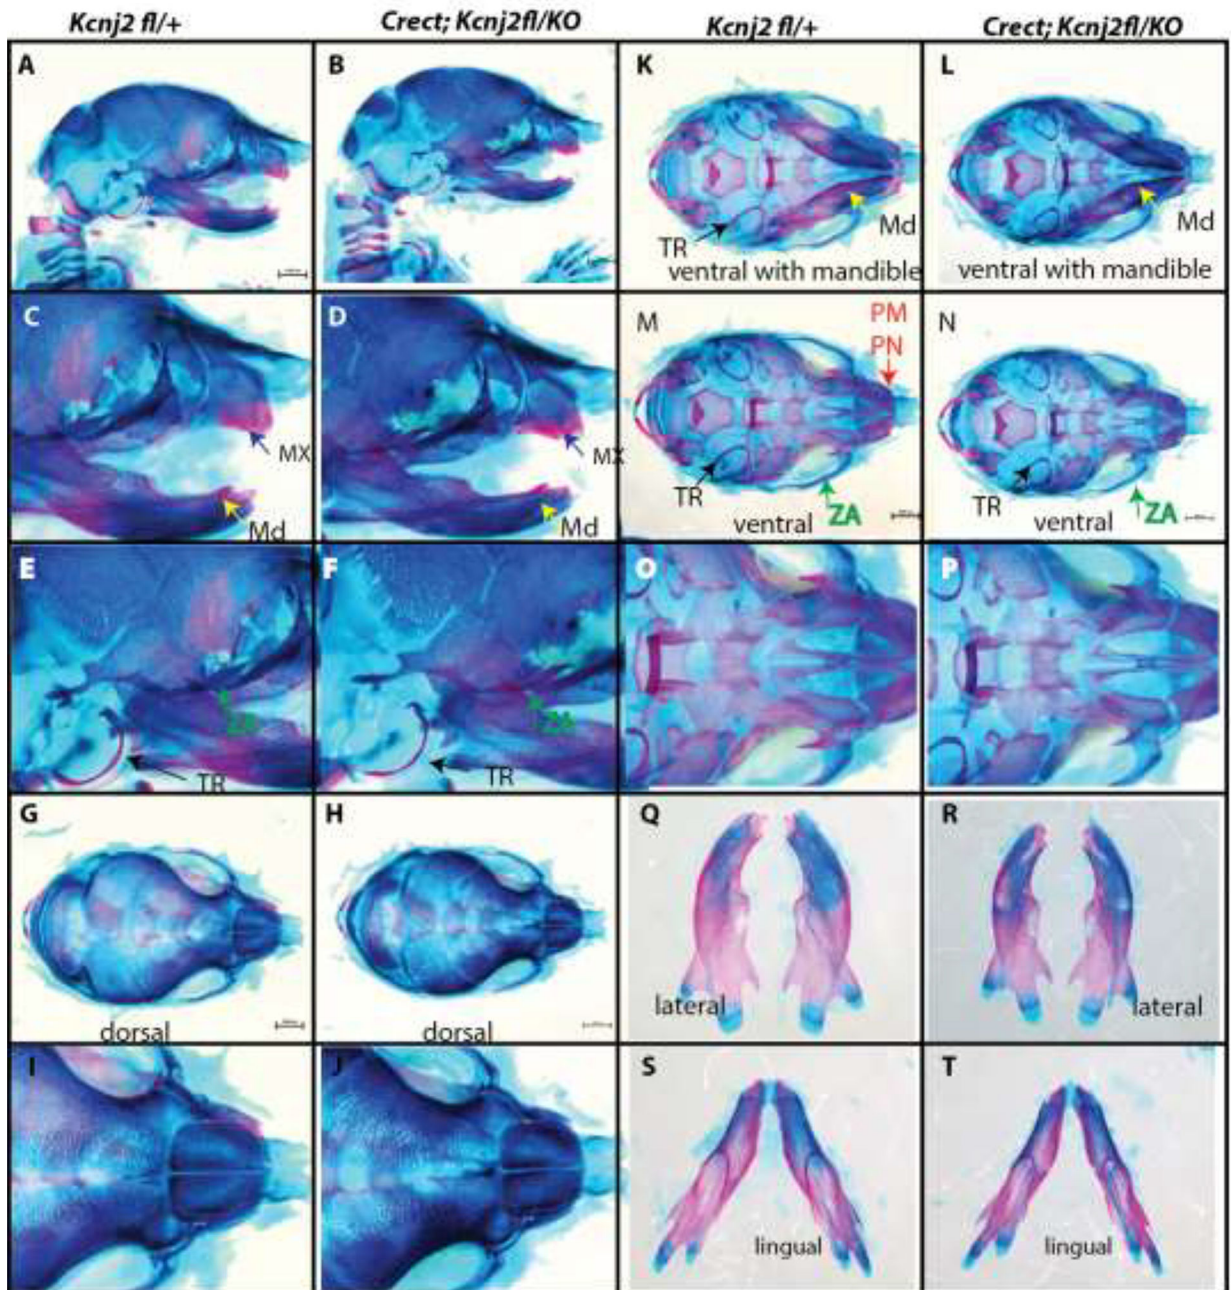 Kcnj2 fl/+ Crect; Kcnj2fl/KO Kcnj2 fl/+ Crect; Kcnj2fl/KO
A B K L
TR Md Md
ventral with mandible ventral with mandible
C D M PM N
PN
MX MX
Md Md TR ZA TR ZA
ventral ventral
E F O P
ZA ZA
TR TR
G H Q R
lateral lateral
dorsal dorsal
I J S T
lingual lingual